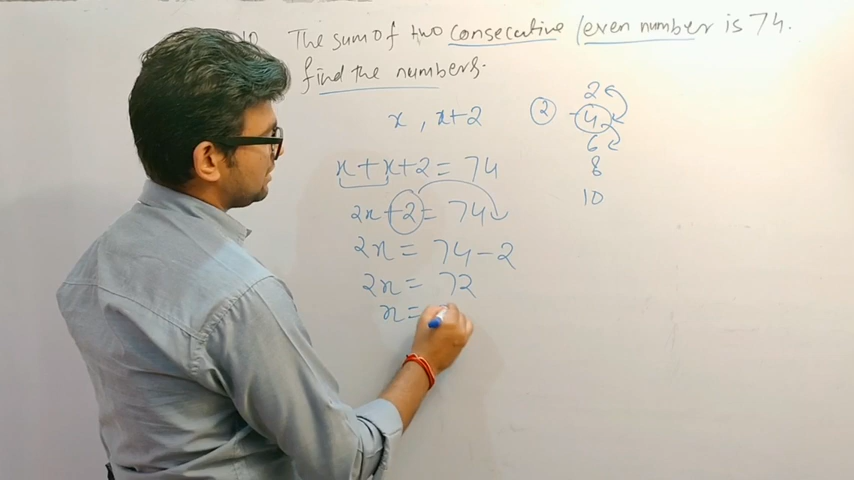 The sum of two consecutive even number is 74.
find the numbers.
x, x+2
x+x+2=74
2x+2=74
2x=74-2
2x=72
x=
2
2
4
6
8
10